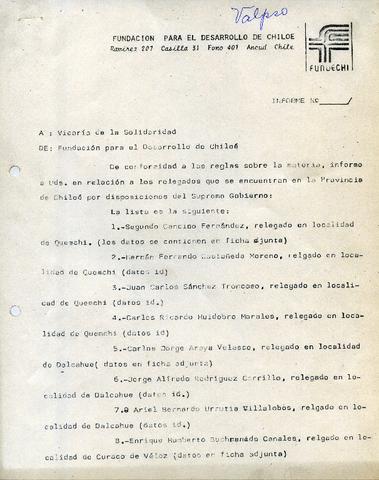 Valpso
FUNDACION PARA EL DESARROLLO DE CHILOE
Ramirez 207 Casilla 31 Fono 401 Ancud Chile
FUNDECHI
INFORME Nº_____/
A : Vicaría de la Solidaridad
DE: Fundación para el Desarrollo de Chiloé
De conformidad a las reglas sobre la materia, informo
a Uds. en relación a los relegados que se encuentran en la Provincia
de Chiloé por disposiciones del Supremo Gobierno:
La lista es la siguiente:
1.-Segundo Cancino Fernández, relegado en localidad
de Quemchi. (los datos se contienen en ficha adjunta)
2.-Hernán Fernando Castañeda Moreno, relgado en loca-
lidad de Quemchi (datos id)
3.-Juan Carlos Sánchez Troncoso, relegado en locali-
dad de Quemchi (datos id.)
4.-Carlos Ricardo Huidobro Morales, relegado en loc-
alidad de Quemchi (datos id)
5.-Carlos Jorge Araya Velasco, relegado en localidad
de Dalcahue( datos en ficha adjunta)
6.-Jorge Alfredo Rodríguez Carrillo, relegado en lo-
calidad de Dalcahue (datos id.)
7.- Ariel Bernardo Urrutia Villalobos, relgado en lo-
calidad de Dalcahue (datos id.)
8.-Enrique Humberto Canales, relgado en lo-
calidad de Curaco de Vélez (datos en ficha adjunta)